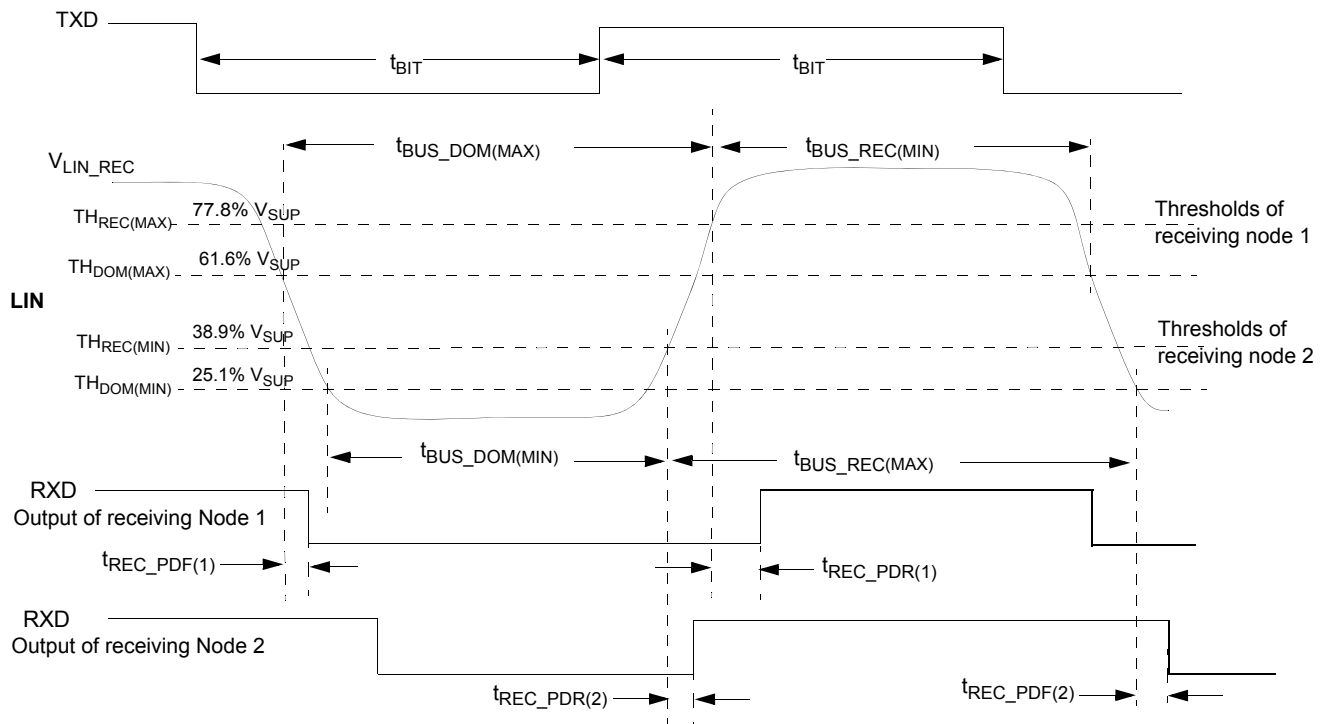 TXD
tBIT
tBIT
tBUS_DOM(MAX)
tBUS_REC(MIN)
VLIN_REC
THREC(MAX)
77.8% VSUP
Thresholds of
receiving node 1
THDOM(MAX)
61.6% VSUP
LIN
THREC(MIN)
38.9% VSUP
Thresholds of
receiving node 2
THDOM(MIN)
25.1% VSUP
tBUS_DOM(MIN)
tBUS_REC(MAX)
RXD
Output of receiving Node 1
tREC_PDF(1)
tREC_PDR(1)
RXD
Output of receiving Node 2
tREC_PDR(2)
tREC_PDF(2)